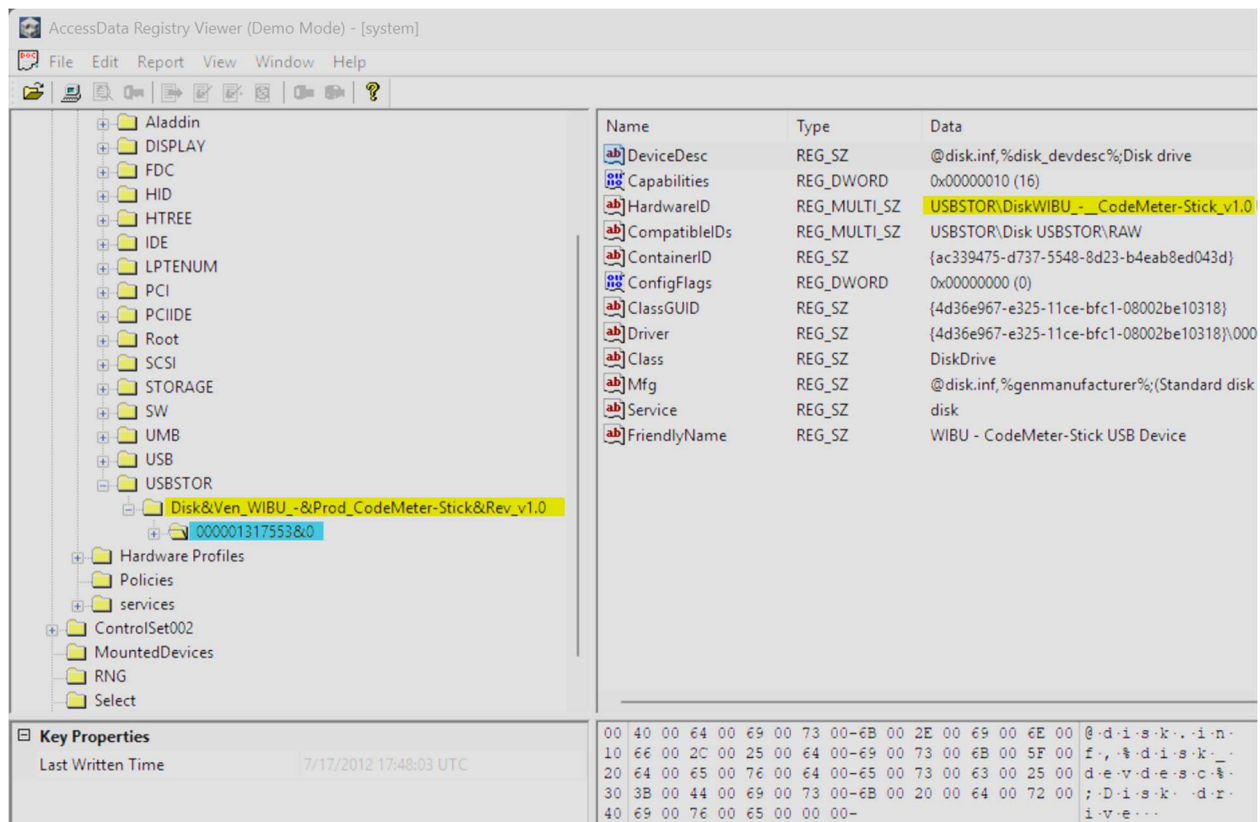 AccessData Registry Viewer (Demo Mode) - [system]
File Edit Report View Window Help
Aladdin
DISPLAY
FDC
HID
HTREE
IDE
LPTENUM
PCI
PCIIDE
Root
SCSI
STORAGE
SW
UMB
USB
USBSTOR
Disk&Ven_WIBU_-&Prod_CodeMeter-Stick&Rev_v1.0
000001317553&0
Hardware Profiles
Policies
services
ControlSet002
MountedDevices
RNG
Select
Name Type Data
DeviceDesc REG_SZ @disk.inf,%disk_devdesc%;Disk drive
Capabilities REG_DWORD 0x00000010 (16)
HardwareID REG_MULTI_SZ USBSTOR\DiskWIBU_-__CodeMeter-Stick_v1.0
CompatibleIDs REG_MULTI_SZ USBSTOR\Disk USBSTOR\RAW
ContainerID REG_SZ {ac339475-d737-5548-8d23-b4eab8ed043d}
ConfigFlags REG_DWORD 0x00000000 (0)
ClassGUID REG_SZ {4d36e967-e325-11ce-bfc1-08002be10318}
Driver REG_SZ {4d36e967-e325-11ce-bfc1-08002be10318}\000
Class REG_SZ DiskDrive
Mfg REG_SZ @disk.inf,%genmanufacturer%;(Standard disk
Service REG_SZ disk
FriendlyName REG_SZ WIBU - CodeMeter-Stick USB Device
Key Properties
Last Written Time 7/17/2012 17:48:03 UTC
00 40 00 64 00 69 00 73 00-6B 00 2E 00 69 00 6E 00 @·d·i·s·k·.·i·n·
10 66 00 2C 00 25 00 64 00-69 00 73 00 6B 00 5F 00 f·,·%·d·i·s·k·_·
20 64 00 65 00 76 00 64 00-65 00 73 00 63 00 25 00 d·e·v·d·e·s·c·%·
30 3B 00 44 00 69 00 73 00-6B 00 20 00 64 00 72 00 ;·D·i·s·k· ·d·r·
40 69 00 76 00 65 00 00 00- i·v·e···